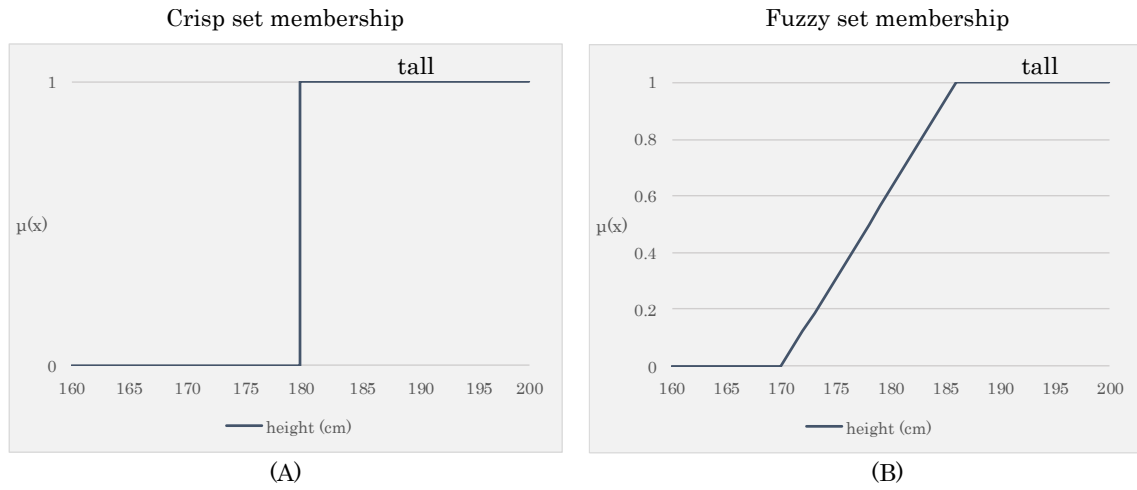 Crisp set membership
tall
1
µ(x)
0
160 165 170 175 180 185 190 195 200
height (cm)
(A)
Fuzzy set membership
tall
1
0.8
0.6
µ(x)
0.4
0.2
0
160 165 170 175 180 185 190 195 200
height (cm)
(B)